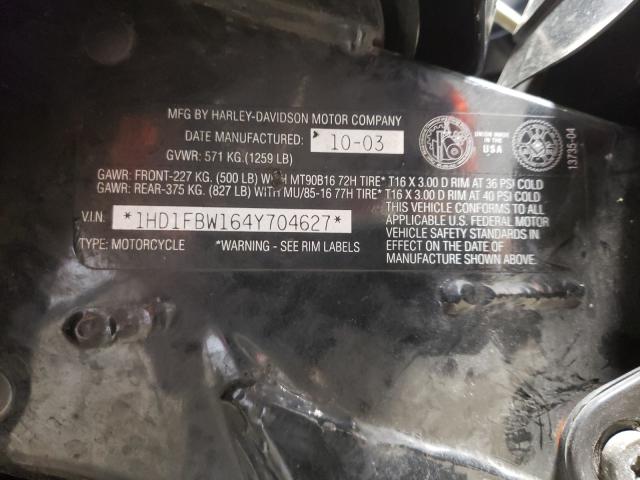 MFG BY HARLEY-DAVIDSON MOTOR COMPANY
DATE MANUFACTURED: 10-03
GVWR: 571 KG (1259 LB)
UNION MADE
IN THE
USA
13735-04
GAWR: FRONT-227 KG. (500 LB) WITH MT90B16 72H TIRE* T16 X 3.00 D RIM AT 36 PSI COLD
GAWR: REAR-375 KG. (827 LB) WITH MU/85-16 77H TIRE* T16 X 3.00 D RIM AT 40 PSI COLD
V.I.N. *1HD1FBW164Y704627*
TYPE: MOTORCYCLE *WARNING - SEE RIM LABELS
THIS VEHICLE CONFORMS TO ALL
APPLICABLE U.S. FEDERAL MOTOR
VEHICLE SAFETY STANDARDS IN
EFFECT ON THE DATE OF
MANUFACTURE SHOWN ABOVE.